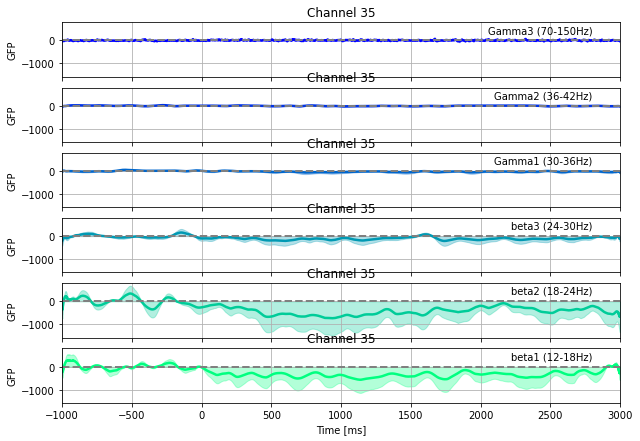 Channel 35
Gamma3 (70-150Hz)
GFP
0
−1000
Channel 35
Gamma2 (36-42Hz)
GFP
0
−1000
Channel 35
Gamma1 (30-36Hz)
GFP
0
−1000
Channel 35
beta3 (24-30Hz)
GFP
0
−1000
Channel 35
beta2 (18-24Hz)
GFP
0
−1000
Channel 35
beta1 (12-18Hz)
GFP
0
−1000
−1000 −500 0 500 1000 1500 2000 2500 3000
Time [ms]